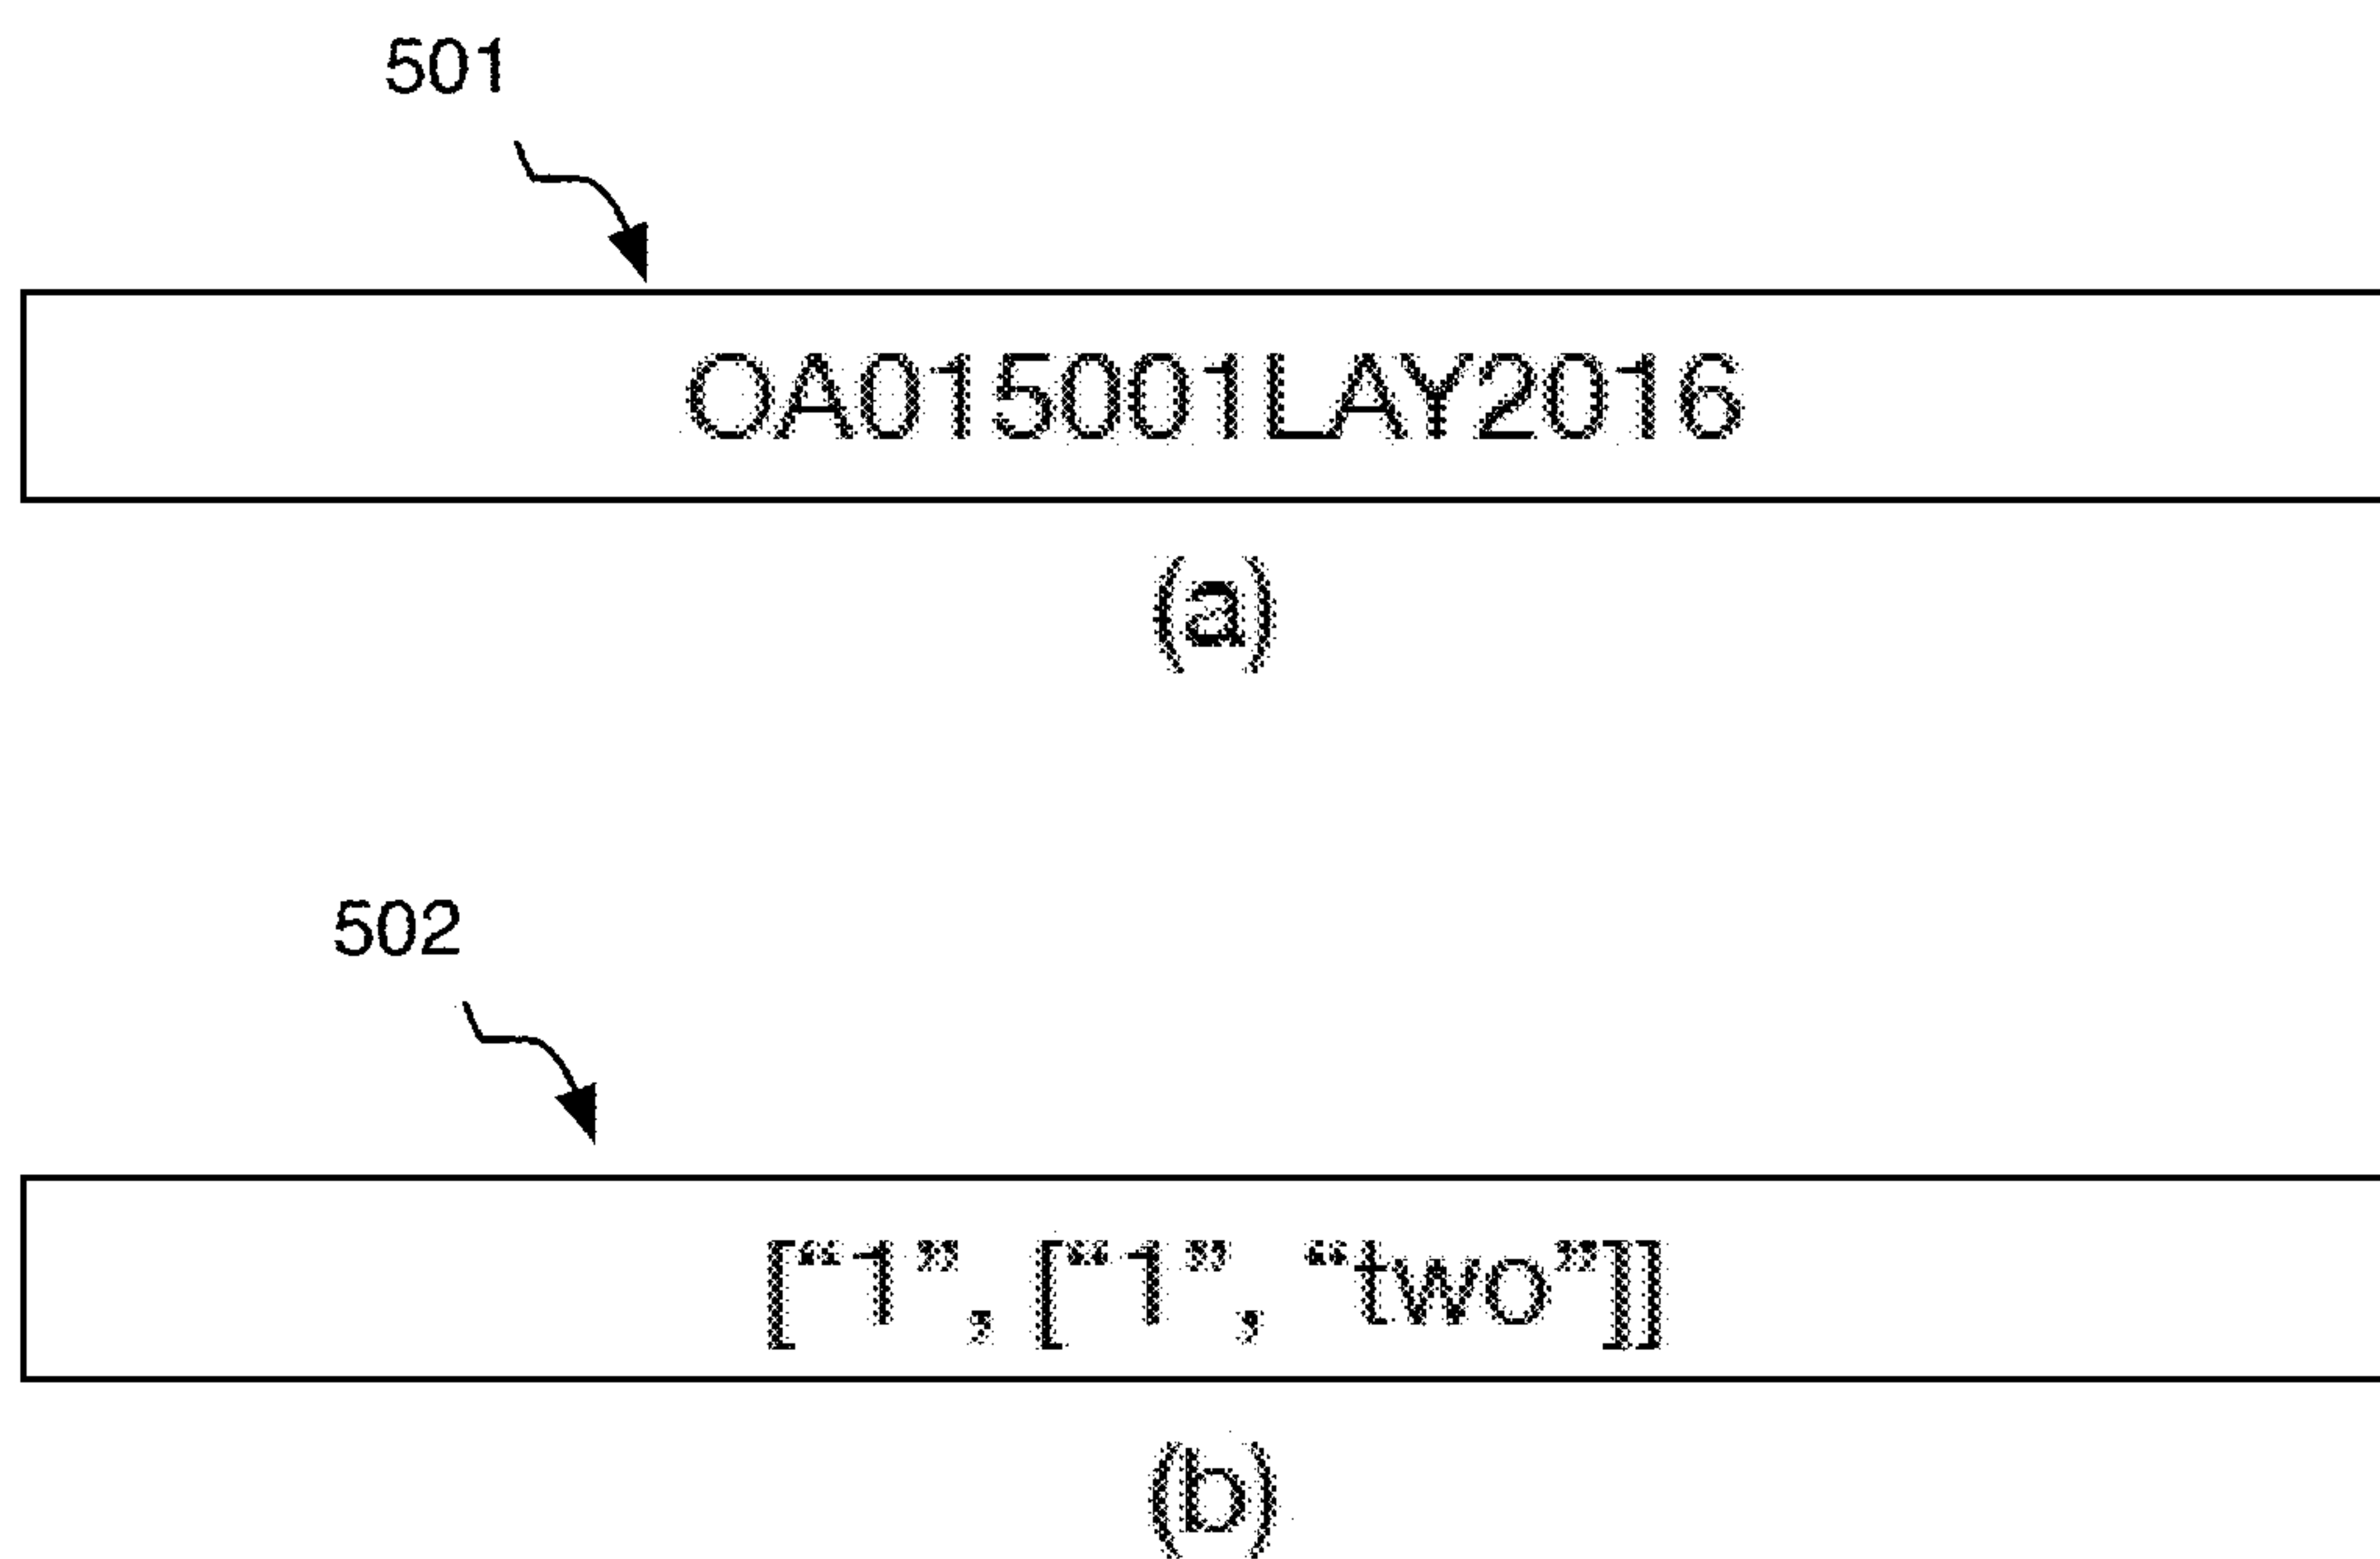 501
OA015001LAY2016
(a)
502
[“1”, [“1”, “two”]]
(b)